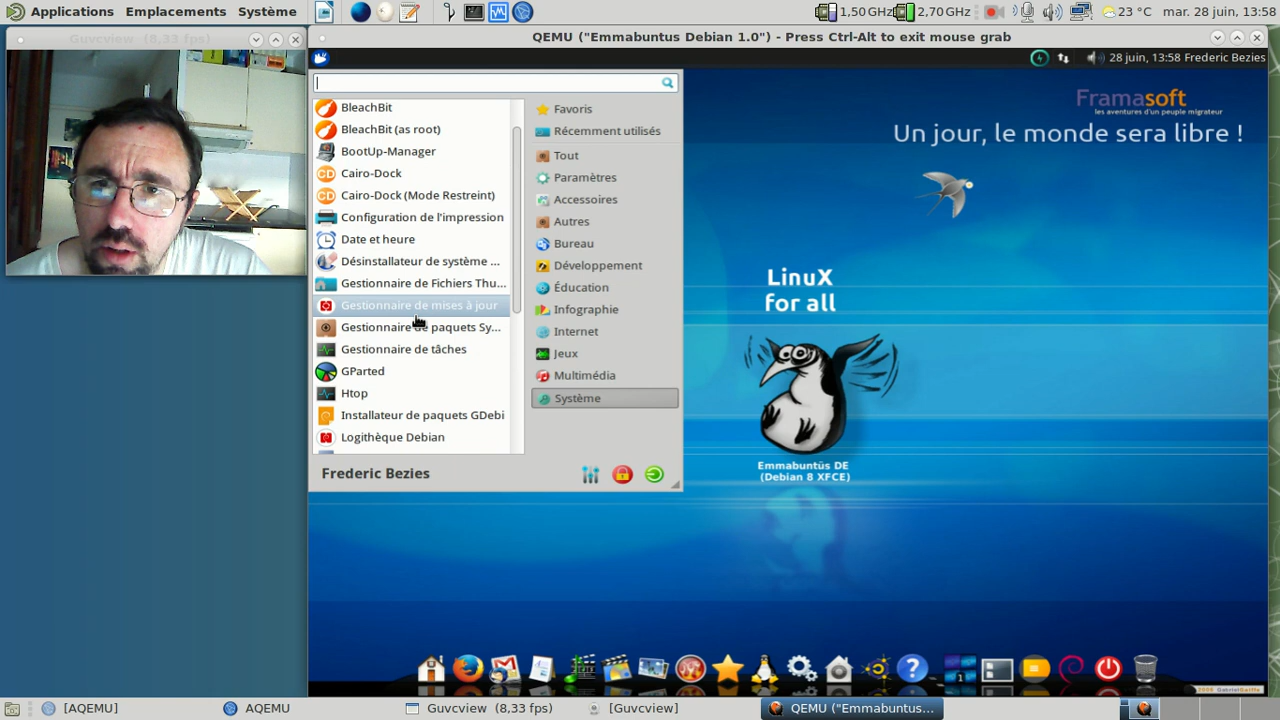 Applications Emplacements Système
1,50 GHz 2,70 GHz 23 °C mar. 28 juin, 13:58
Guvcview (8,33 fps)
QEMU ("Emmabuntus Debian 1.0") - Press Ctrl-Alt to exit mouse grab
28 juin, 13:58 Frederic Bezies
BleachBit
BleachBit (as root)
BootUp-Manager
Cairo-Dock
Cairo-Dock (Mode Restreint)
Configuration de l'impression
Date et heure
Désinstallateur de système ...
Gestionnaire de Fichiers Thu...
Gestionnaire de mises à jour
Gestionnaire de paquets Sy...
Gestionnaire de tâches
GParted
Htop
Installateur de paquets GDebi
Logithèque Debian
Favoris
Récemment utilisés
Tout
Paramètres
Accessoires
Autres
Bureau
Développement
Éducation
Infographie
Internet
Jeux
Multimédia
Système
Frederic Bezies
Framasoft
les aventures d'un peuple migrateur
Un jour, le monde sera libre !
LinuX
for all
Emmabuntüs DE
(Debian 8 XFCE)
[AQEMU] AQEMU Guvcview (8,33 fps) [Guvcview] QEMU ("Emmabuntus...